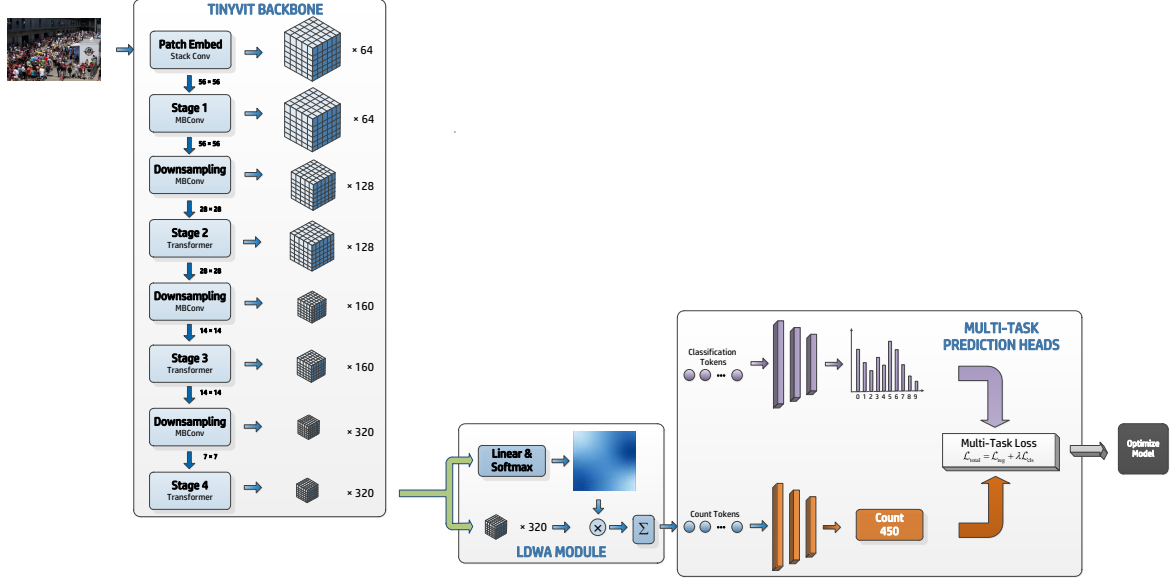 TINYVIT BACKBONE
Patch Embed
Stack Conv
× 64
56 × 56
Stage 1
MBConv
× 64
56 × 56
Downsampling
MBConv
× 128
28 × 28
Stage 2
Transformer
× 128
28 × 28
Downsampling
MBConv
× 160
14 × 14
Stage 3
Transformer
× 160
14 × 14
Downsampling
MBConv
× 320
7 × 7
Stage 4
Transformer
× 320
Linear &
Softmax
× 320
×
Σ
LDWA MODULE
MULTI-TASK
PREDICTION HEADS
Classification
Tokens
0 1 2 3 4 5 6 7 8 9
Count Tokens
Count
450
Multi-Task Loss
ℒtotal = ℒreg + λℒcls
Optimize
Model